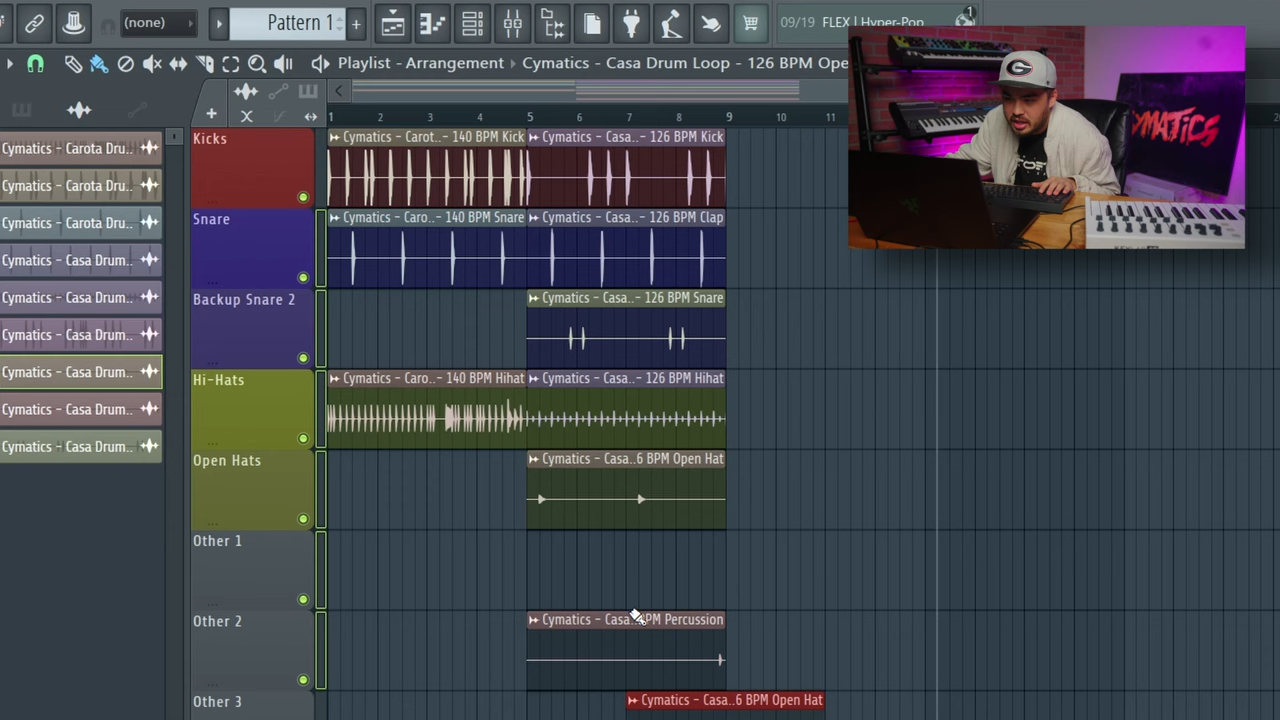 (none)
Pattern 1
+
09/19 FLEX | Hyper-Pop
1
Playlist - Arrangement > Cymatics - Casa Drum Loop - 126 BPM Ope
1 2 3 4 5 6 7 8 9 10 11
Cymatics - Carota Dru..
Cymatics - Carota Dru..
Cymatics - Carota Dru..
Cymatics - Casa Drum..
Cymatics - Casa Drum..
Cymatics - Casa Drum..
Cymatics - Casa Drum..
Cymatics - Casa Drum..
Cymatics - Casa Drum..
Kicks
Cymatics - Carot..- 140 BPM Kick
Cymatics - Casa..- 126 BPM Kick
Snare
Cymatics - Caro..- 140 BPM Snare
Cymatics - Casa..- 126 BPM Clap
Backup Snare 2
Cymatics - Casa..- 126 BPM Snare
Hi-Hats
Cymatics - Caro..- 140 BPM Hihat
Cymatics - Casa..- 126 BPM Hihat
Open Hats
Cymatics - Casa..6 BPM Open Hat
Other 1
Other 2
Cymatics - Casa..BPM Percussion
Other 3
Cymatics - Casa..6 BPM Open Hat
G
CYMATICS